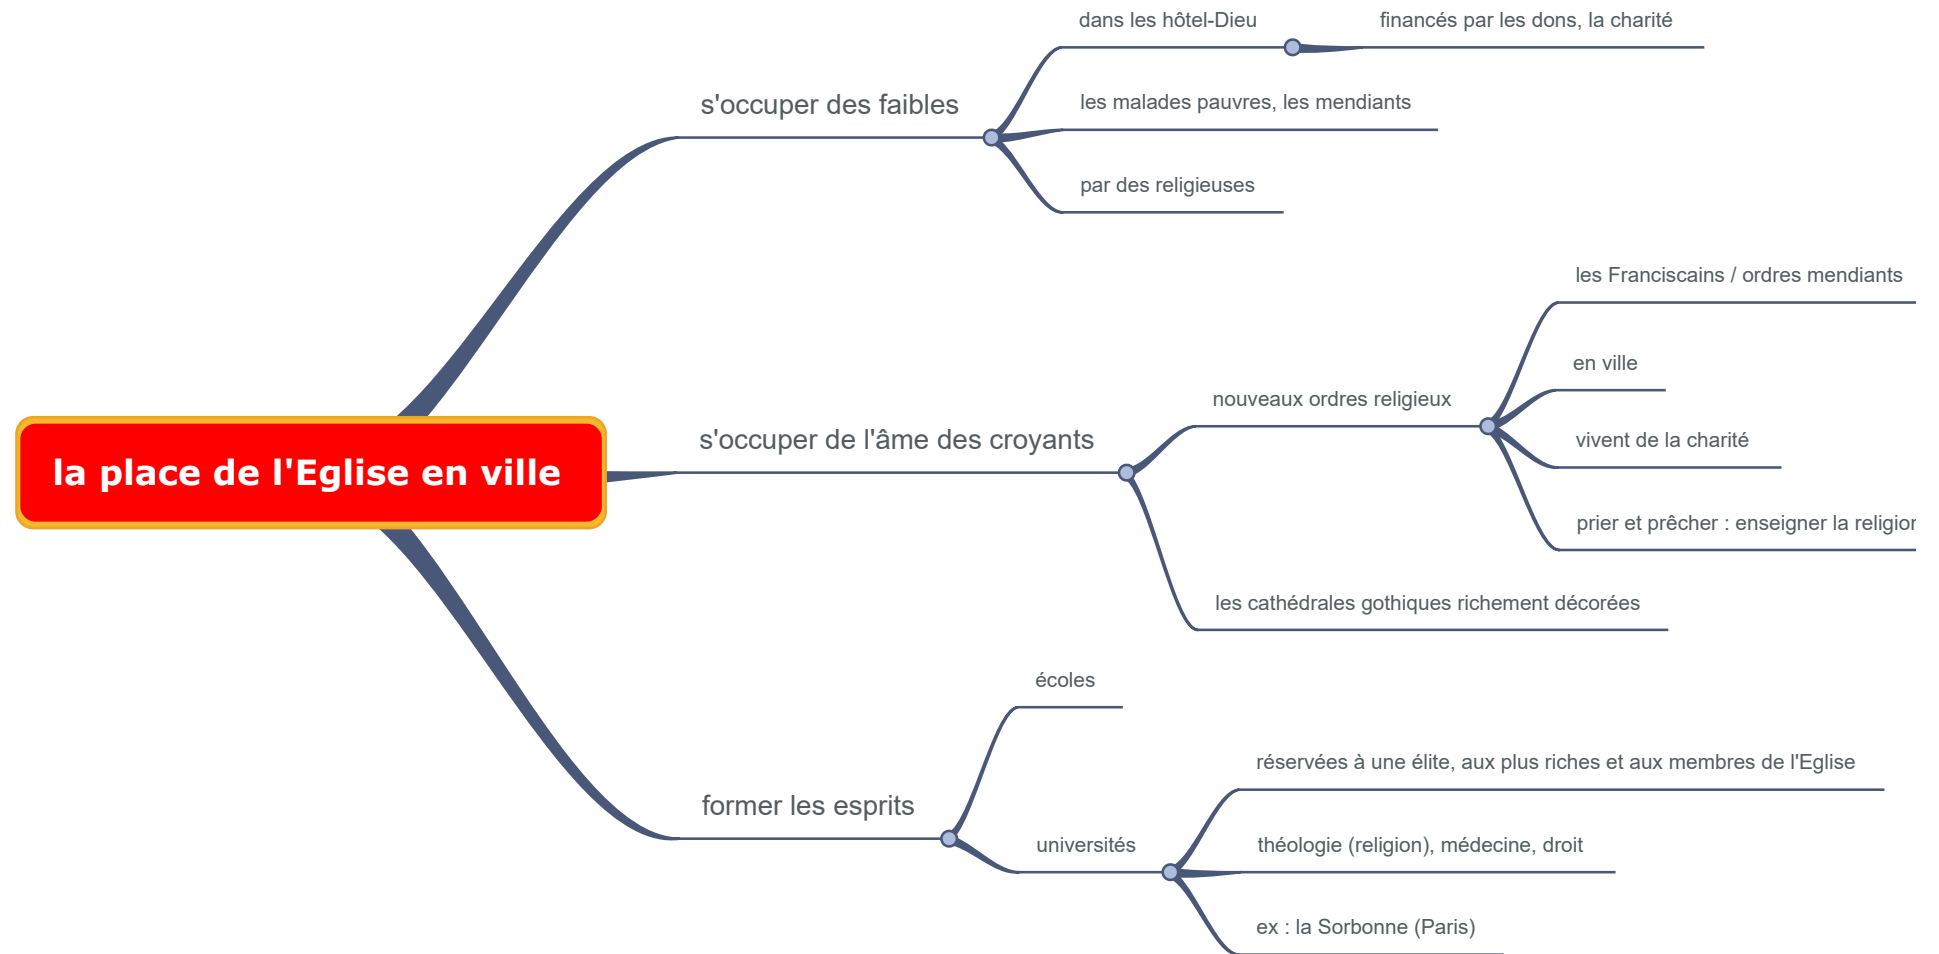 dans les hôtel-Dieu
financés par les dons, la charité
s'occuper des faibles
les malades pauvres, les mendiants
par des religieuses
les Franciscains / ordres mendiants
en ville
nouveaux ordres religieux
s'occuper de l'âme des croyants
vivent de la charité
la place de l'Eglise en ville
prier et prêcher : enseigner la religion
les cathédrales gothiques richement décorées
écoles
réservées à une élite, aux plus riches et aux membres de l'Eglise
former les esprits
universités
théologie (religion), médecine, droit
ex : la Sorbonne (Paris)